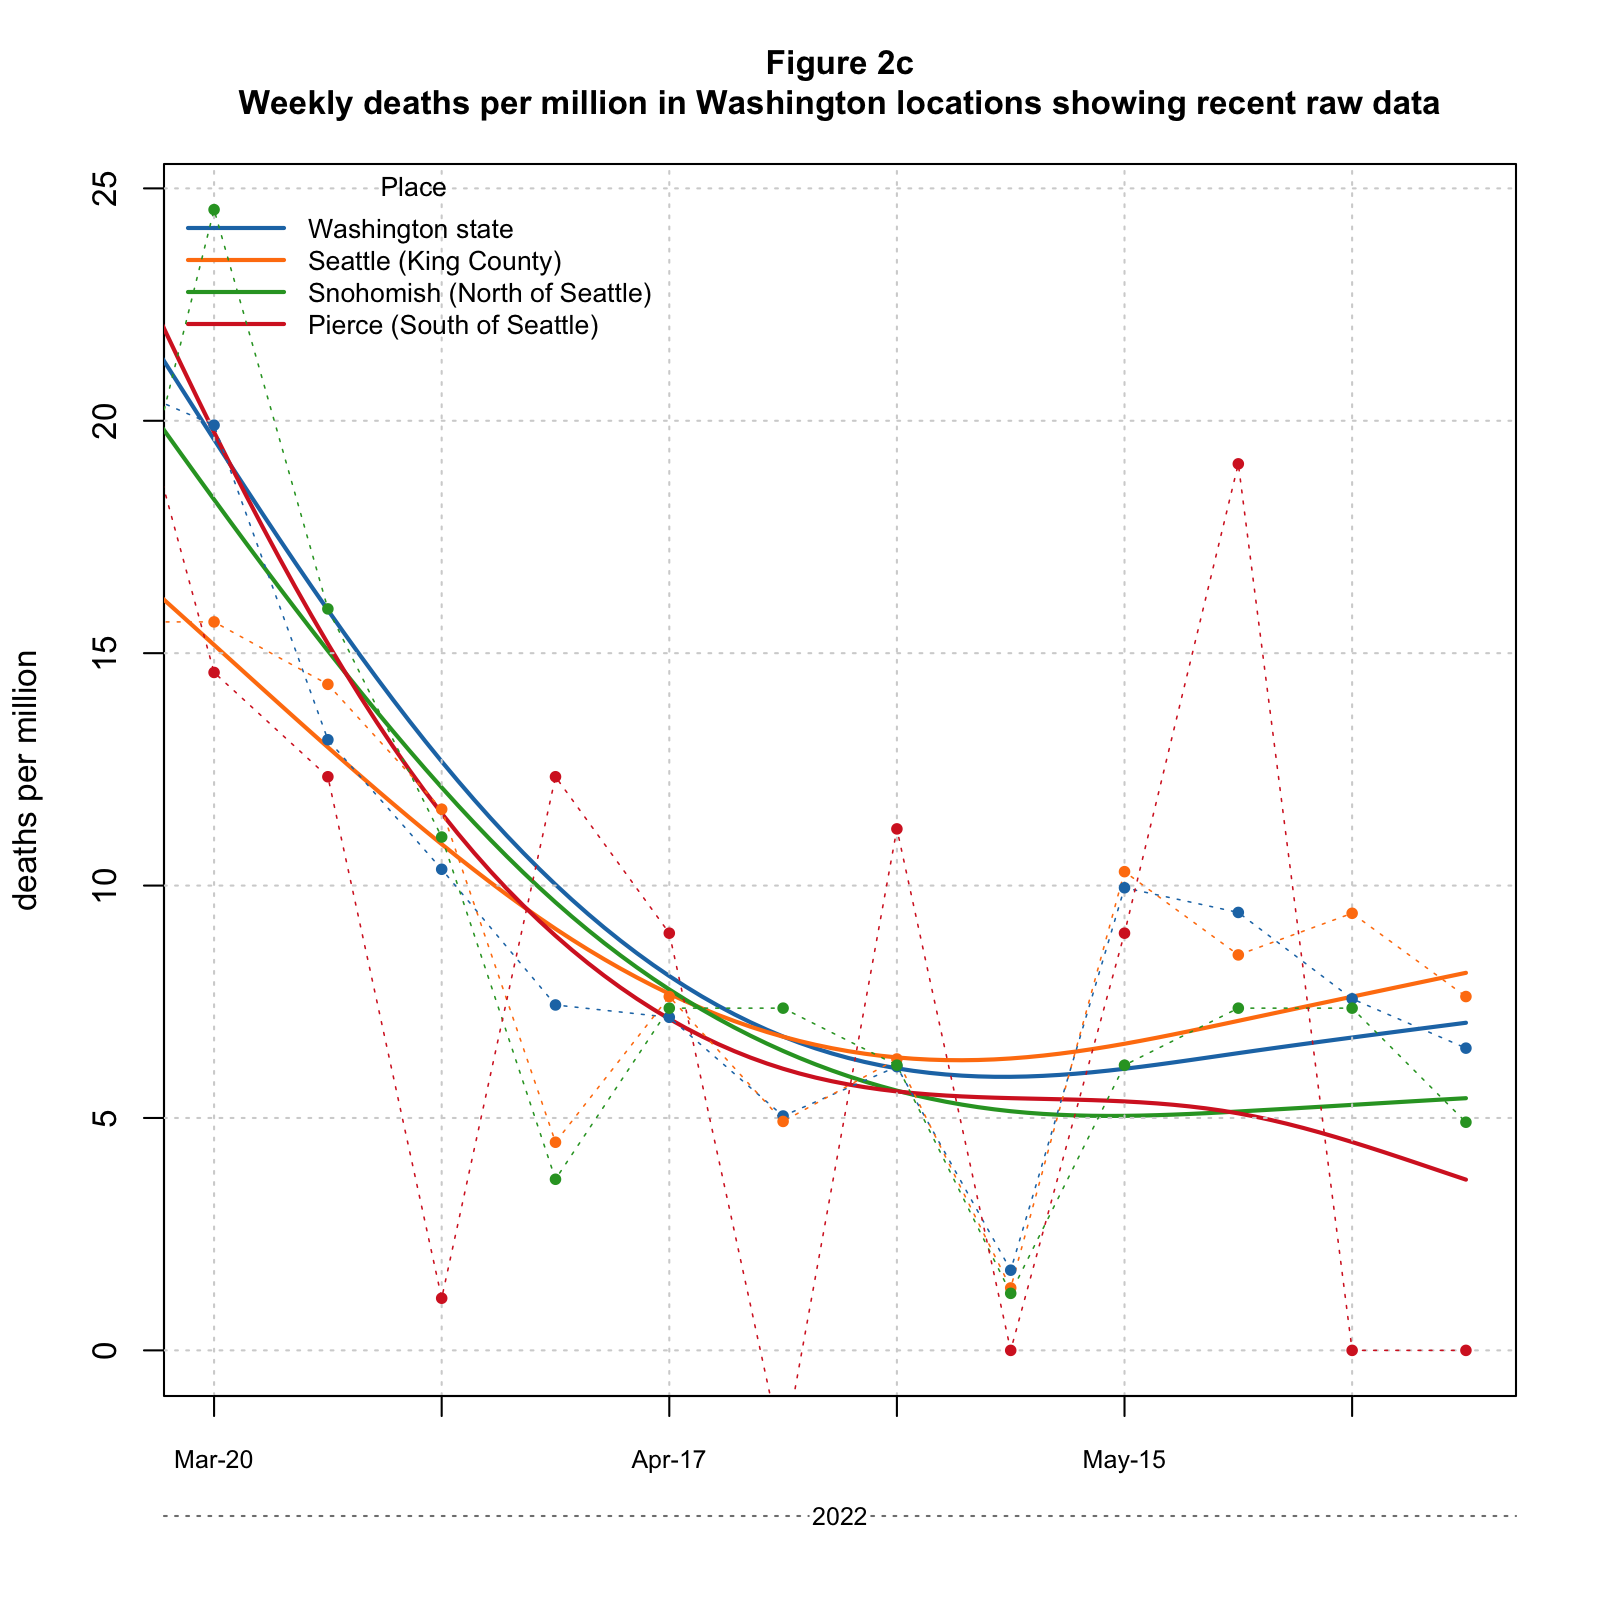 Figure 2c
Weekly deaths per million in Washington locations showing recent raw data
Place
Washington state
Seattle (King County)
Snohomish (North of Seattle)
Pierce (South of Seattle)
deaths per million
25
20
15
10
5
0
Mar-20
Apr-17
May-15
2022